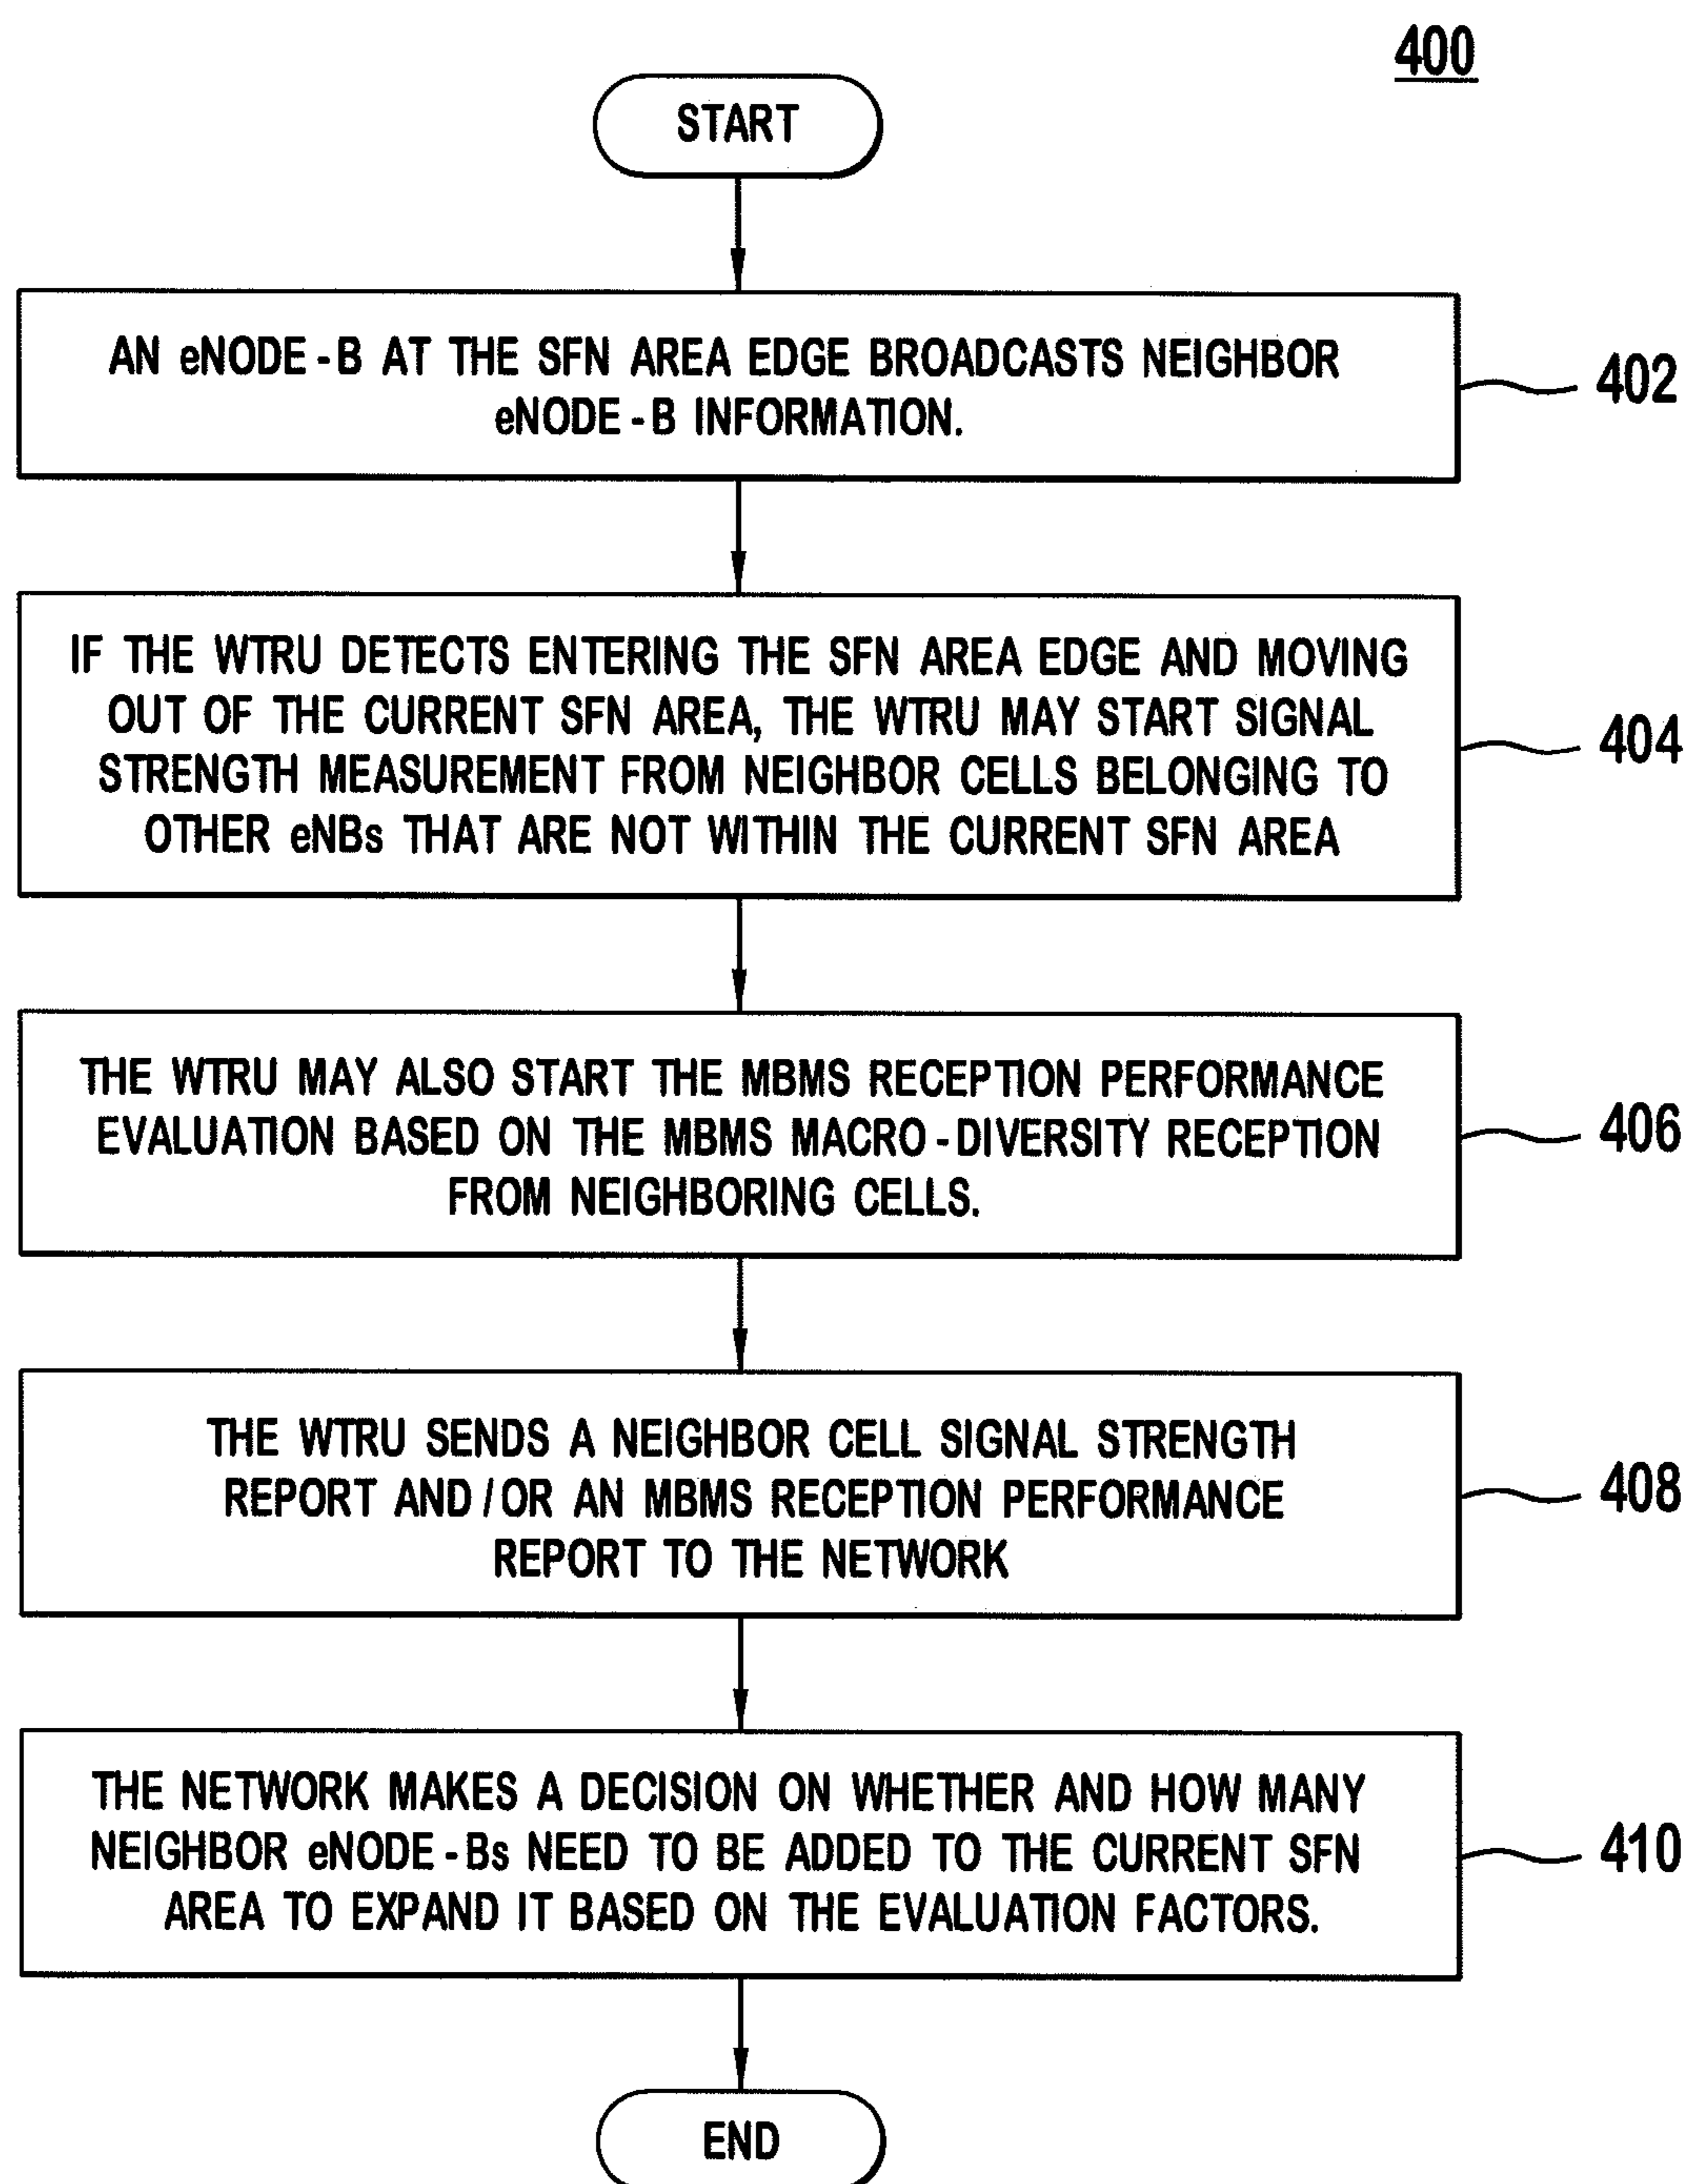 400
START
AN eNODE-B AT THE SFN AREA EDGE BROADCASTS NEIGHBOR
eNODE-B INFORMATION.
402
IF THE WTRU DETECTS ENTERING THE SFN AREA EDGE AND MOVING
OUT OF THE CURRENT SFN AREA, THE WTRU MAY START SIGNAL
STRENGTH MEASUREMENT FROM NEIGHBOR CELLS BELONGING TO
OTHER eNBs THAT ARE NOT WITHIN THE CURRENT SFN AREA
404
THE WTRU MAY ALSO START THE MBMS RECEPTION PERFORMANCE
EVALUATION BASED ON THE MBMS MACRO-DIVERSITY RECEPTION
FROM NEIGHBORING CELLS.
406
THE WTRU SENDS A NEIGHBOR CELL SIGNAL STRENGTH
REPORT AND/OR AN MBMS RECEPTION PERFORMANCE
REPORT TO THE NETWORK
408
THE NETWORK MAKES A DECISION ON WHETHER AND HOW MANY
NEIGHBOR eNODE-Bs NEED TO BE ADDED TO THE CURRENT SFN
AREA TO EXPAND IT BASED ON THE EVALUATION FACTORS.
410
END